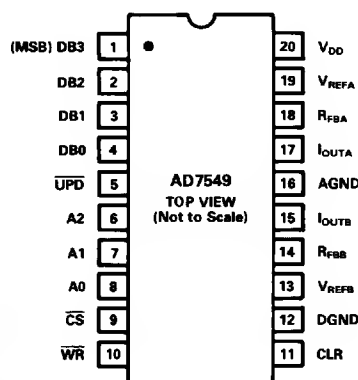 (MSB) DB3 1 20 VDD
DB2 2 19 VREFA
DB1 3 18 RFBA
DB0 4 17 IOUTA
UPD 5 16 AGND
A2 6 15 IOUTB
A1 7 14 RFBB
A0 8 13 VREFB
CS 9 12 DGND
WR 10 11 CLR
AD7549
TOP VIEW
(Not to Scale)